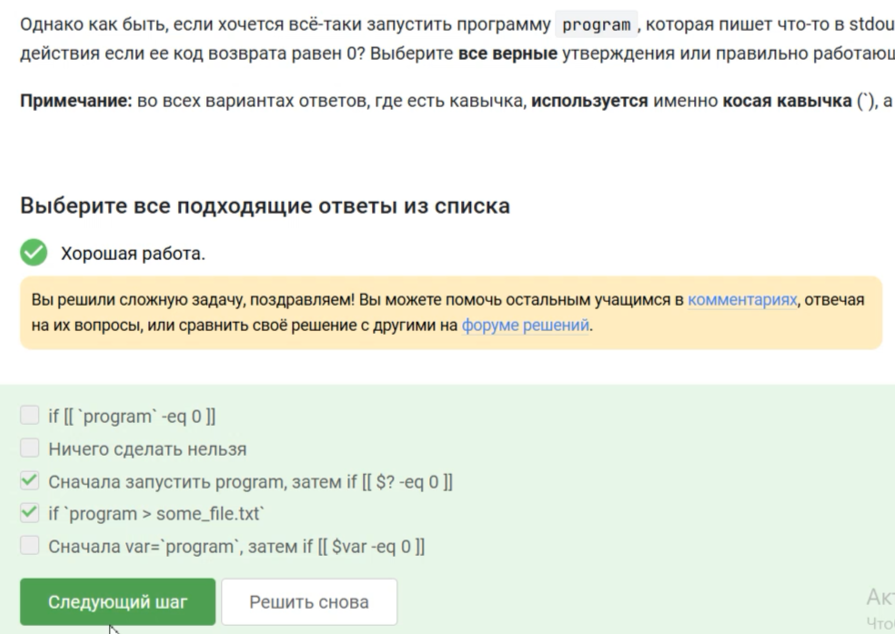 Однако как быть, если хочется всё-таки запустить программу program , которая пишет что-то в stdou
действия если ее код возврата равен 0? Выберите все верные утверждения или правильно работающ
Примечание: во всех вариантах ответов, где есть кавычка, используется именно косая кавычка (`), а
Выберите все подходящие ответы из списка
Хорошая работа.
Вы решили сложную задачу, поздравляем! Вы можете помочь остальным учащимся в комментариях, отвечая
на их вопросы, или сравнить своё решение с другими на форуме решений.
if [[ `program` -eq 0 ]]
Ничего сделать нельзя
Сначала запустить program, затем if [[ $? -eq 0 ]]
if `program > some_file.txt`
Сначала var=`program`, затем if [[ $var -eq 0 ]]
Следующий шаг
Решить снова
Акт
Что